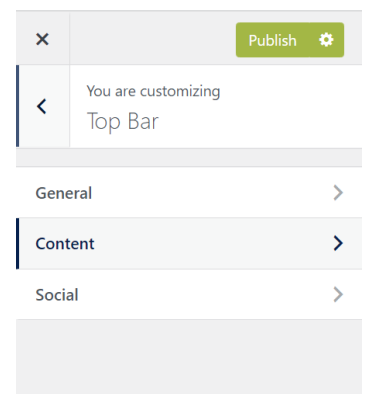 Publish
You are customizing
Top Bar
General
Content
Social